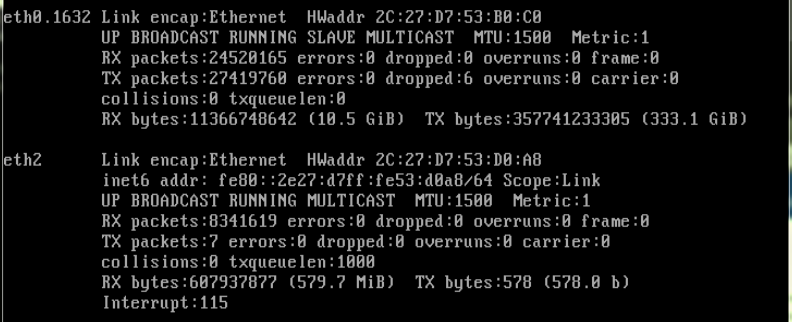 eth0.1632 Link encap:Ethernet  HWaddr 2C:27:D7:53:B0:C0
          UP BROADCAST RUNNING SLAVE MULTICAST  MTU:1500  Metric:1
          RX packets:24520165 errors:0 dropped:0 overruns:0 frame:0
          TX packets:27419760 errors:0 dropped:6 overruns:0 carrier:0
          collisions:0 txqueuelen:0
          RX bytes:11366748642 (10.5 GiB)  TX bytes:357741233305 (333.1 GiB)

eth2      Link encap:Ethernet  HWaddr 2C:27:D7:53:D0:A8
          inet6 addr: fe80::2e27:d7ff:fe53:d0a8/64 Scope:Link
          UP BROADCAST RUNNING MULTICAST  MTU:1500  Metric:1
          RX packets:8341619 errors:0 dropped:0 overruns:0 frame:0
          TX packets:7 errors:0 dropped:0 overruns:0 carrier:0
          collisions:0 txqueuelen:1000
          RX bytes:607937877 (579.7 MiB)  TX bytes:578 (578.0 b)
          Interrupt:115